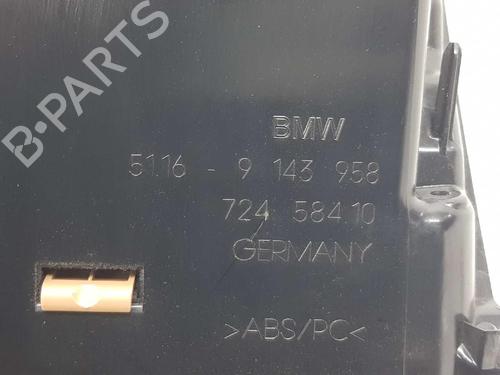 B-PARTS
BMW
5116 - 9 143 958
724 584 10
GERMANY
>ABS/PC<